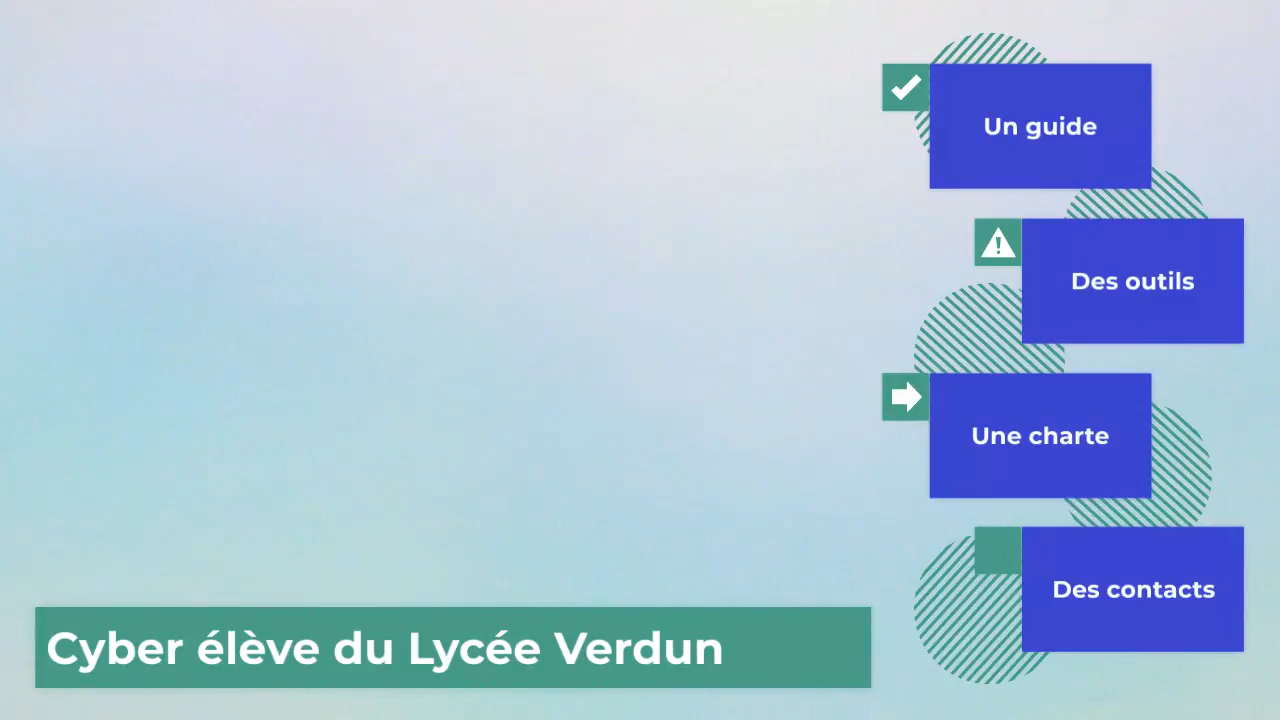 Un guide
Des outils
Une charte
Des contacts
Cyber élève du Lycée Verdun